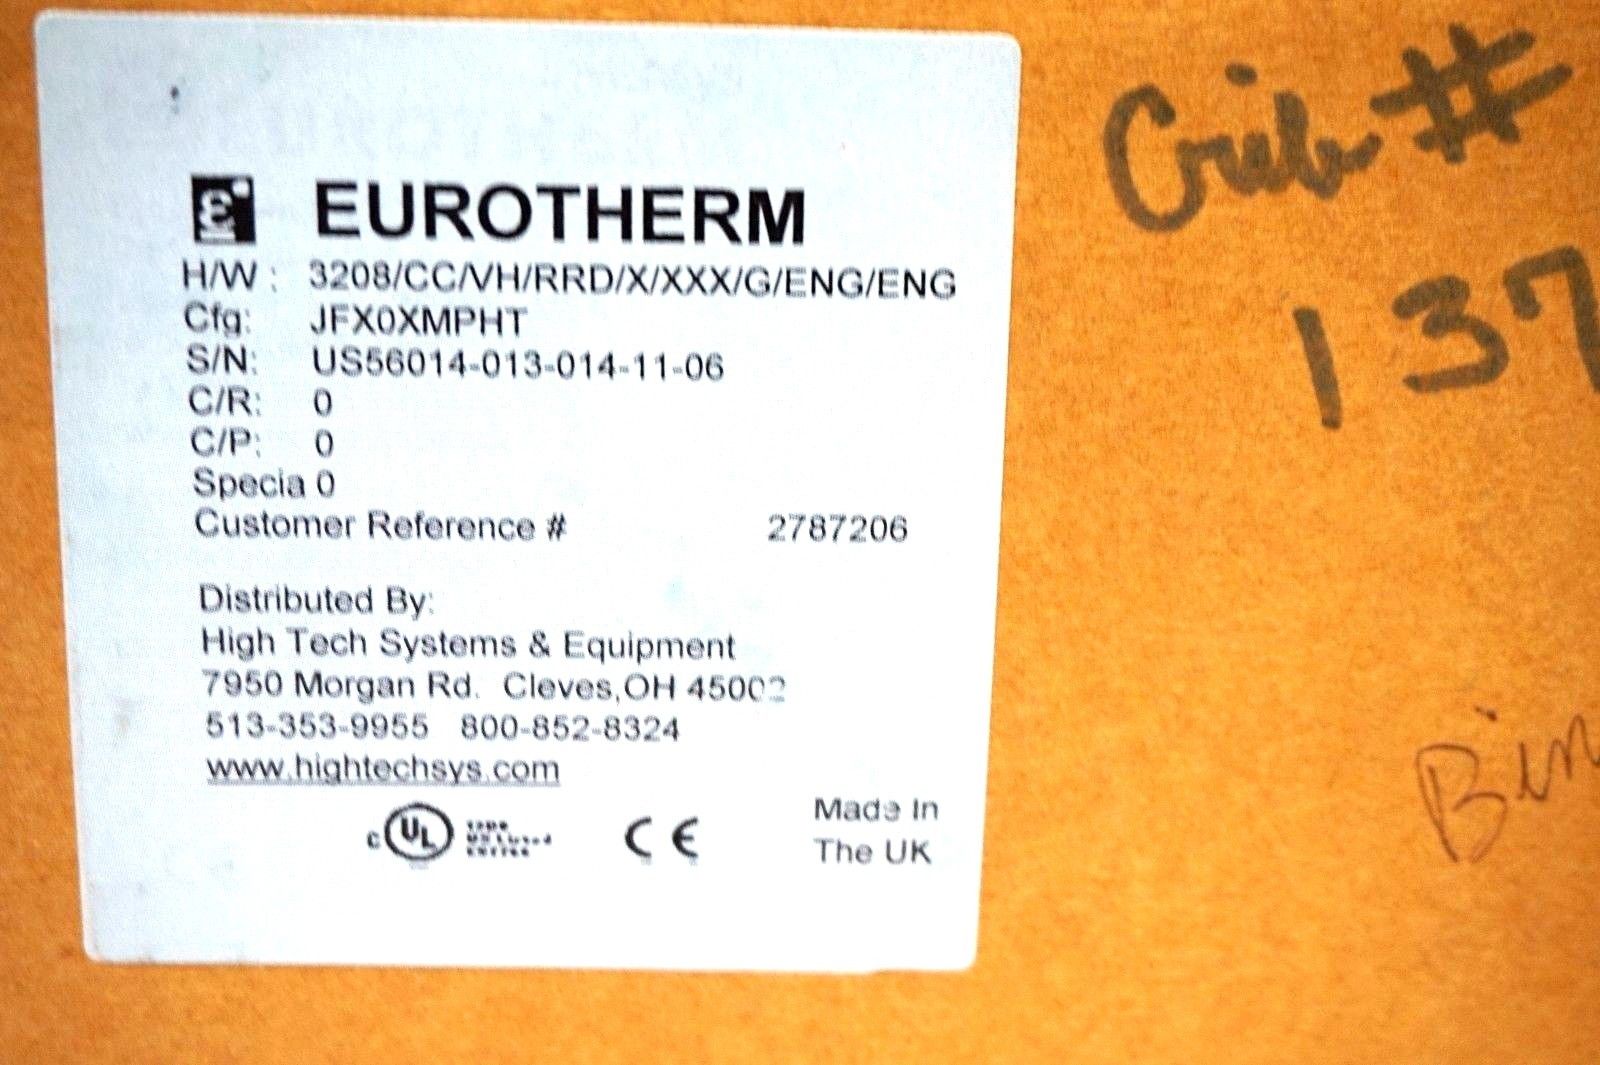 EUROTHERM
H/W : 3208/CC/VH/RRD/X/XXX/G/ENG/ENG
Cfg: JFX0XMPHT
S/N: US56014-013-014-11-06
C/R: 0
C/P: 0
Specia 0
Customer Reference # 2787206
Distributed By:
High Tech Systems & Equipment
7950 Morgan Rd. Cleves,OH 45002
513-353-9955 800-852-8324
www.hightechsys.com
c UL
CE
Made In
The UK
Crib #
137
Bin